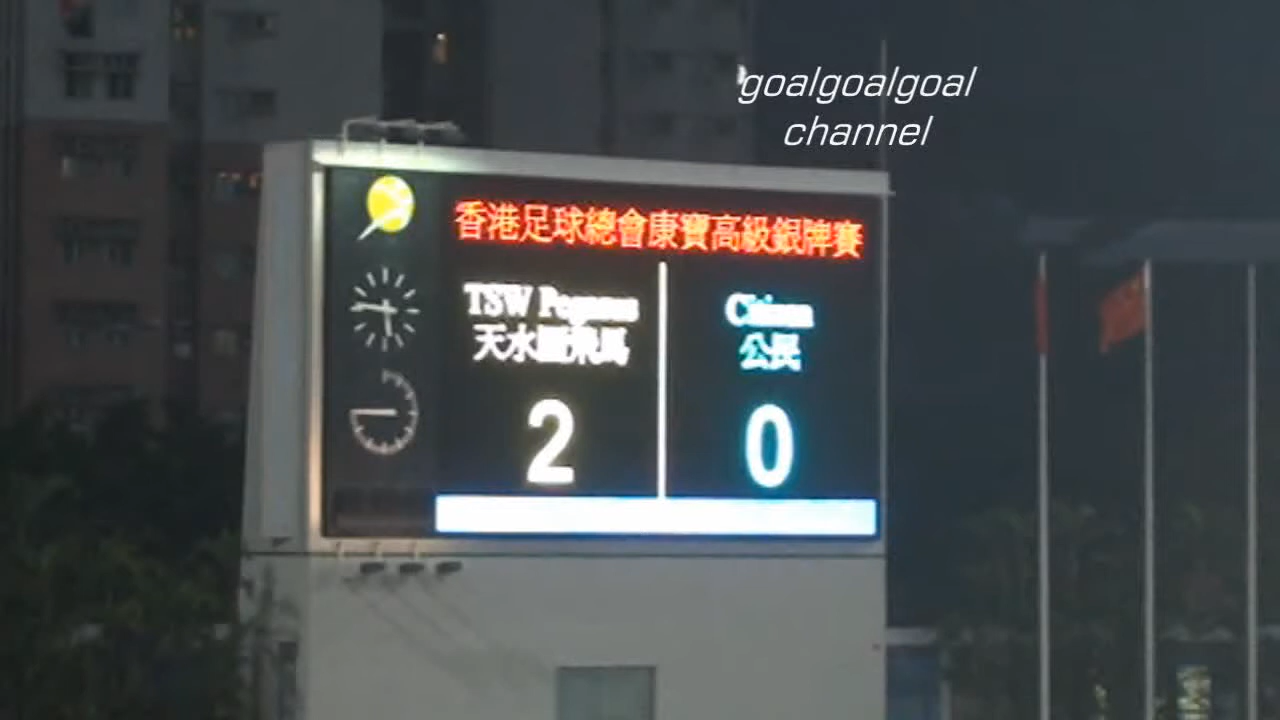 goalgoalgoal
channel
香港足球總會康寶高級銀牌賽
TSW Pegasus
天水圍飛馬
2
Citizen
公民
0